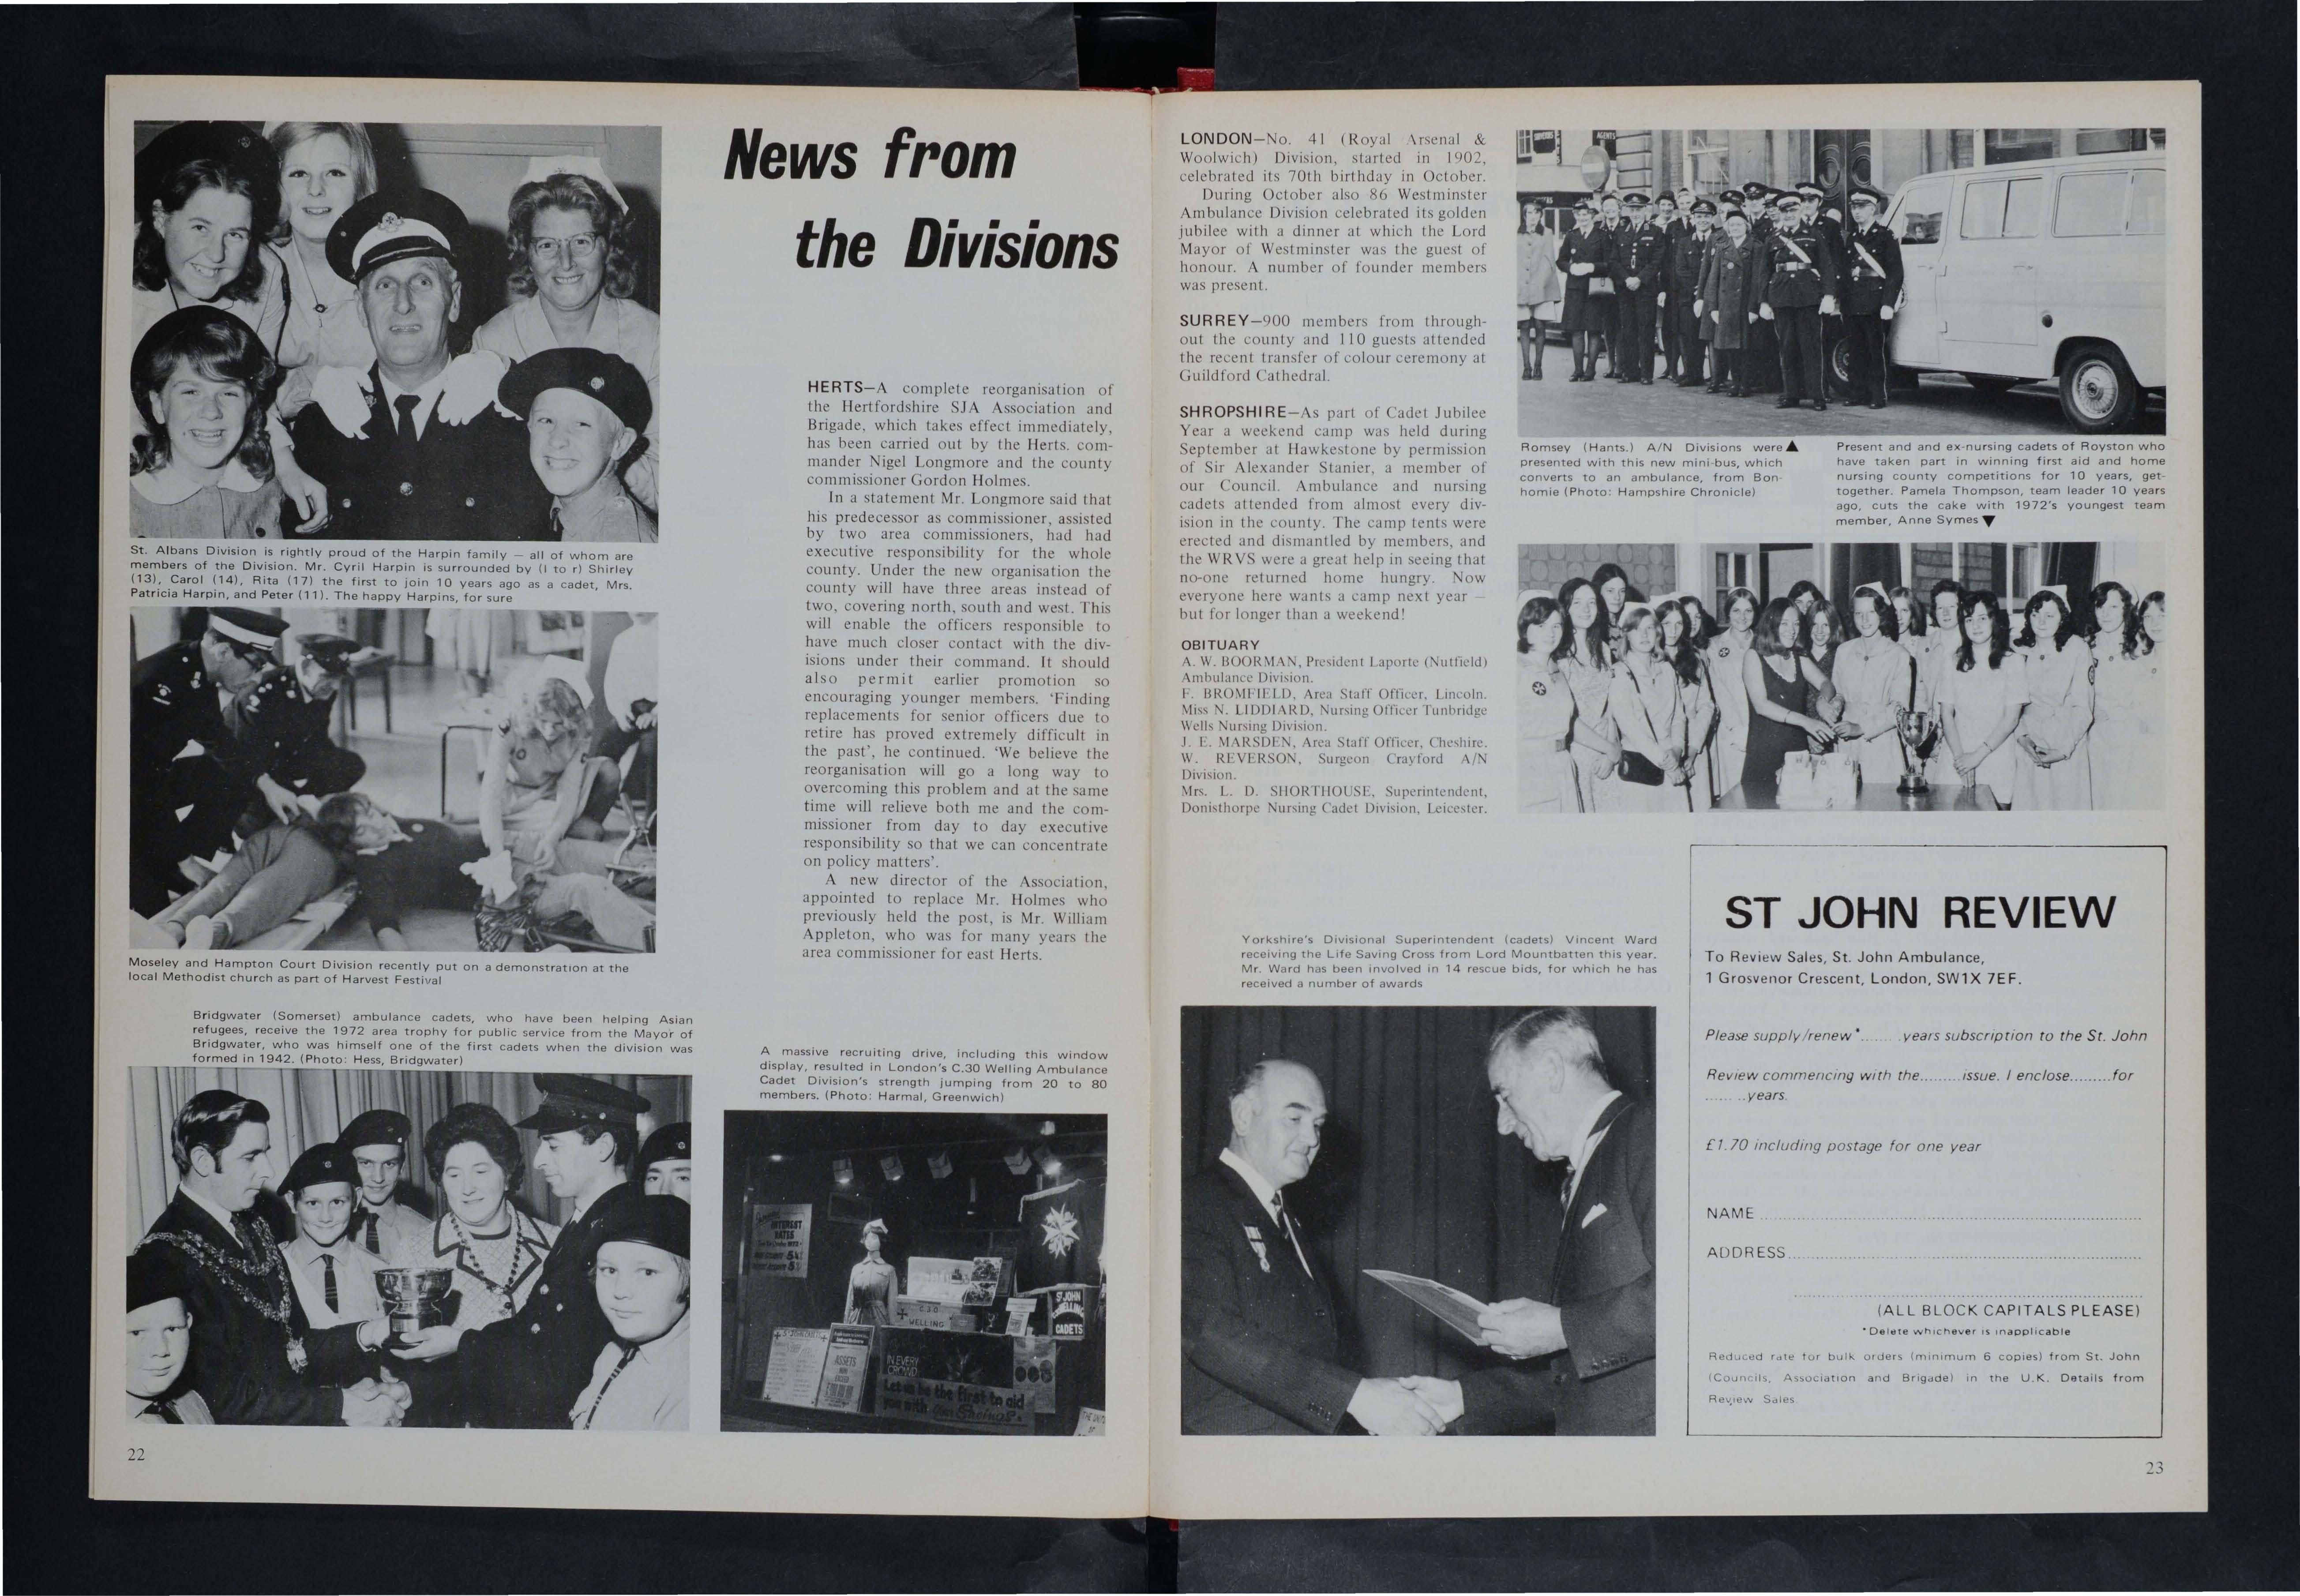 News from
the Divisions
St. Albans Division is rightly proud of the Harpin family – all of whom are
members of the Division. Mr. Cyril Harpin is surrounded by (l to r) Shirley
(13), Carol (14), Rita (17) the first to join 10 years ago as a cadet, Mrs.
Patricia Harpin, and Peter (11). The happy Harpins, for sure
Moseley and Hampton Court Division recently put on a demonstration at the
local Methodist church as part of Harvest Festival
Bridgwater (Somerset) ambulance cadets, who have been helping Asian
refugees, receive the 1972 area trophy for public service from the Mayor of
Bridgwater, who was himself one of the first cadets when the division was
formed in 1942. (Photo: Hess, Bridgwater)
HERTS–A complete reorganisation of
the Hertfordshire SJA Association and
Brigade, which takes effect immediately,
has been carried out by the Herts. com-
mander Nigel Longmore and the county
commissioner Gordon Holmes.
In a statement Mr. Longmore said that
his predecessor as commissioner, assisted
by two area commissioners, had had
executive responsibility for the whole
county. Under the new organisation the
county will have three areas instead of
two, covering north, south and west. This
will enable the officers responsible to
have much closer contact with the div-
isions under their command. It should
also permit earlier promotion so
encouraging younger members. ‘Finding
replacements for senior officers due to
retire has proved extremely difficult in
the past’, he continued. ‘We believe the
reorganisation will go a long way to
overcoming this problem and at the same
time will relieve both me and the com-
missioner from day to day executive
responsibility so that we can concentrate
on policy matters’.
A new director of the Association,
appointed to replace Mr. Holmes who
previously held the post, is Mr. William
Appleton, who was for many years the
area commissioner for east Herts.
A massive recruiting drive, including this window
display, resulted in London's C.30 Welling Ambulance
Cadet Division's strength jumping from 20 to 80
members. (Photo: Harmal, Greenwich)
INTEREST
RATES
C30
WELLING
ST JOHN
WELLING
CADETS
ASSETS
IN EVERY
CROWD
Let us be the first to aid
you with Our Savings.
22
LONDON–No. 41 (Royal Arsenal &
Woolwich) Division, started in 1902,
celebrated its 70th birthday in October.
During October also 86 Westminster
Ambulance Division celebrated its golden
jubilee with a dinner at which the Lord
Mayor of Westminster was the guest of
honour. A number of founder members
was present.
SURREY–900 members from through-
out the county and 110 guests attended
the recent transfer of colour ceremony at
Guildford Cathedral.
SHROPSHIRE–As part of Cadet Jubilee
Year a weekend camp was held during
September at Hawkestone by permission
of Sir Alexander Stanier, a member of
our Council. Ambulance and nursing
cadets attended from almost every div-
ision in the county. The camp tents were
erected and dismantled by members, and
the WRVS were a great help in seeing that
no-one returned home hungry. Now
everyone here wants a camp next year –
but for longer than a weekend!
OBITUARY
A. W. BOORMAN, President Laporte (Nutfield)
Ambulance Division.
F. BROMFIELD, Area Staff Officer, Lincoln.
Miss N. LIDDIARD, Nursing Officer Tunbridge
Wells Nursing Division.
J. E. MARSDEN, Area Staff Officer, Cheshire.
W. REVERSON, Surgeon Crayford A/N
Division.
Mrs. L. D. SHORTHOUSE, Superintendent,
Donisthorpe Nursing Cadet Division, Leicester.
AGENTS
Romsey (Hants.) A/N Divisions were ▲
presented with this new mini-bus, which
converts to an ambulance, from Bon-
homie (Photo: Hampshire Chronicle)
Present and and ex-nursing cadets of Royston who
have taken part in winning first aid and home
nursing county competitions for 10 years, get-
together. Pamela Thompson, team leader 10 years
ago, cuts the cake with 1972's youngest team
member, Anne Symes ▼
Yorkshire's Divisional Superintendent (cadets) Vincent Ward
receiving the Life Saving Cross from Lord Mountbatten this year.
Mr. Ward has been involved in 14 rescue bids, for which he has
received a number of awards
ST JOHN REVIEW
To Review Sales, St. John Ambulance,
1 Grosvenor Crescent, London, SW1X 7EF.
Please supply/renew*........years subscription to the St. John
Review commencing with the.........issue. I enclose.........for
........years.
£1.70 including postage for one year
NAME
ADDRESS
(ALL BLOCK CAPITALS PLEASE)
*Delete whichever is inapplicable
Reduced rate for bulk orders (minimum 6 copies) from St. John
(Councils, Association and Brigade) in the U.K. Details from
Review Sales.
23